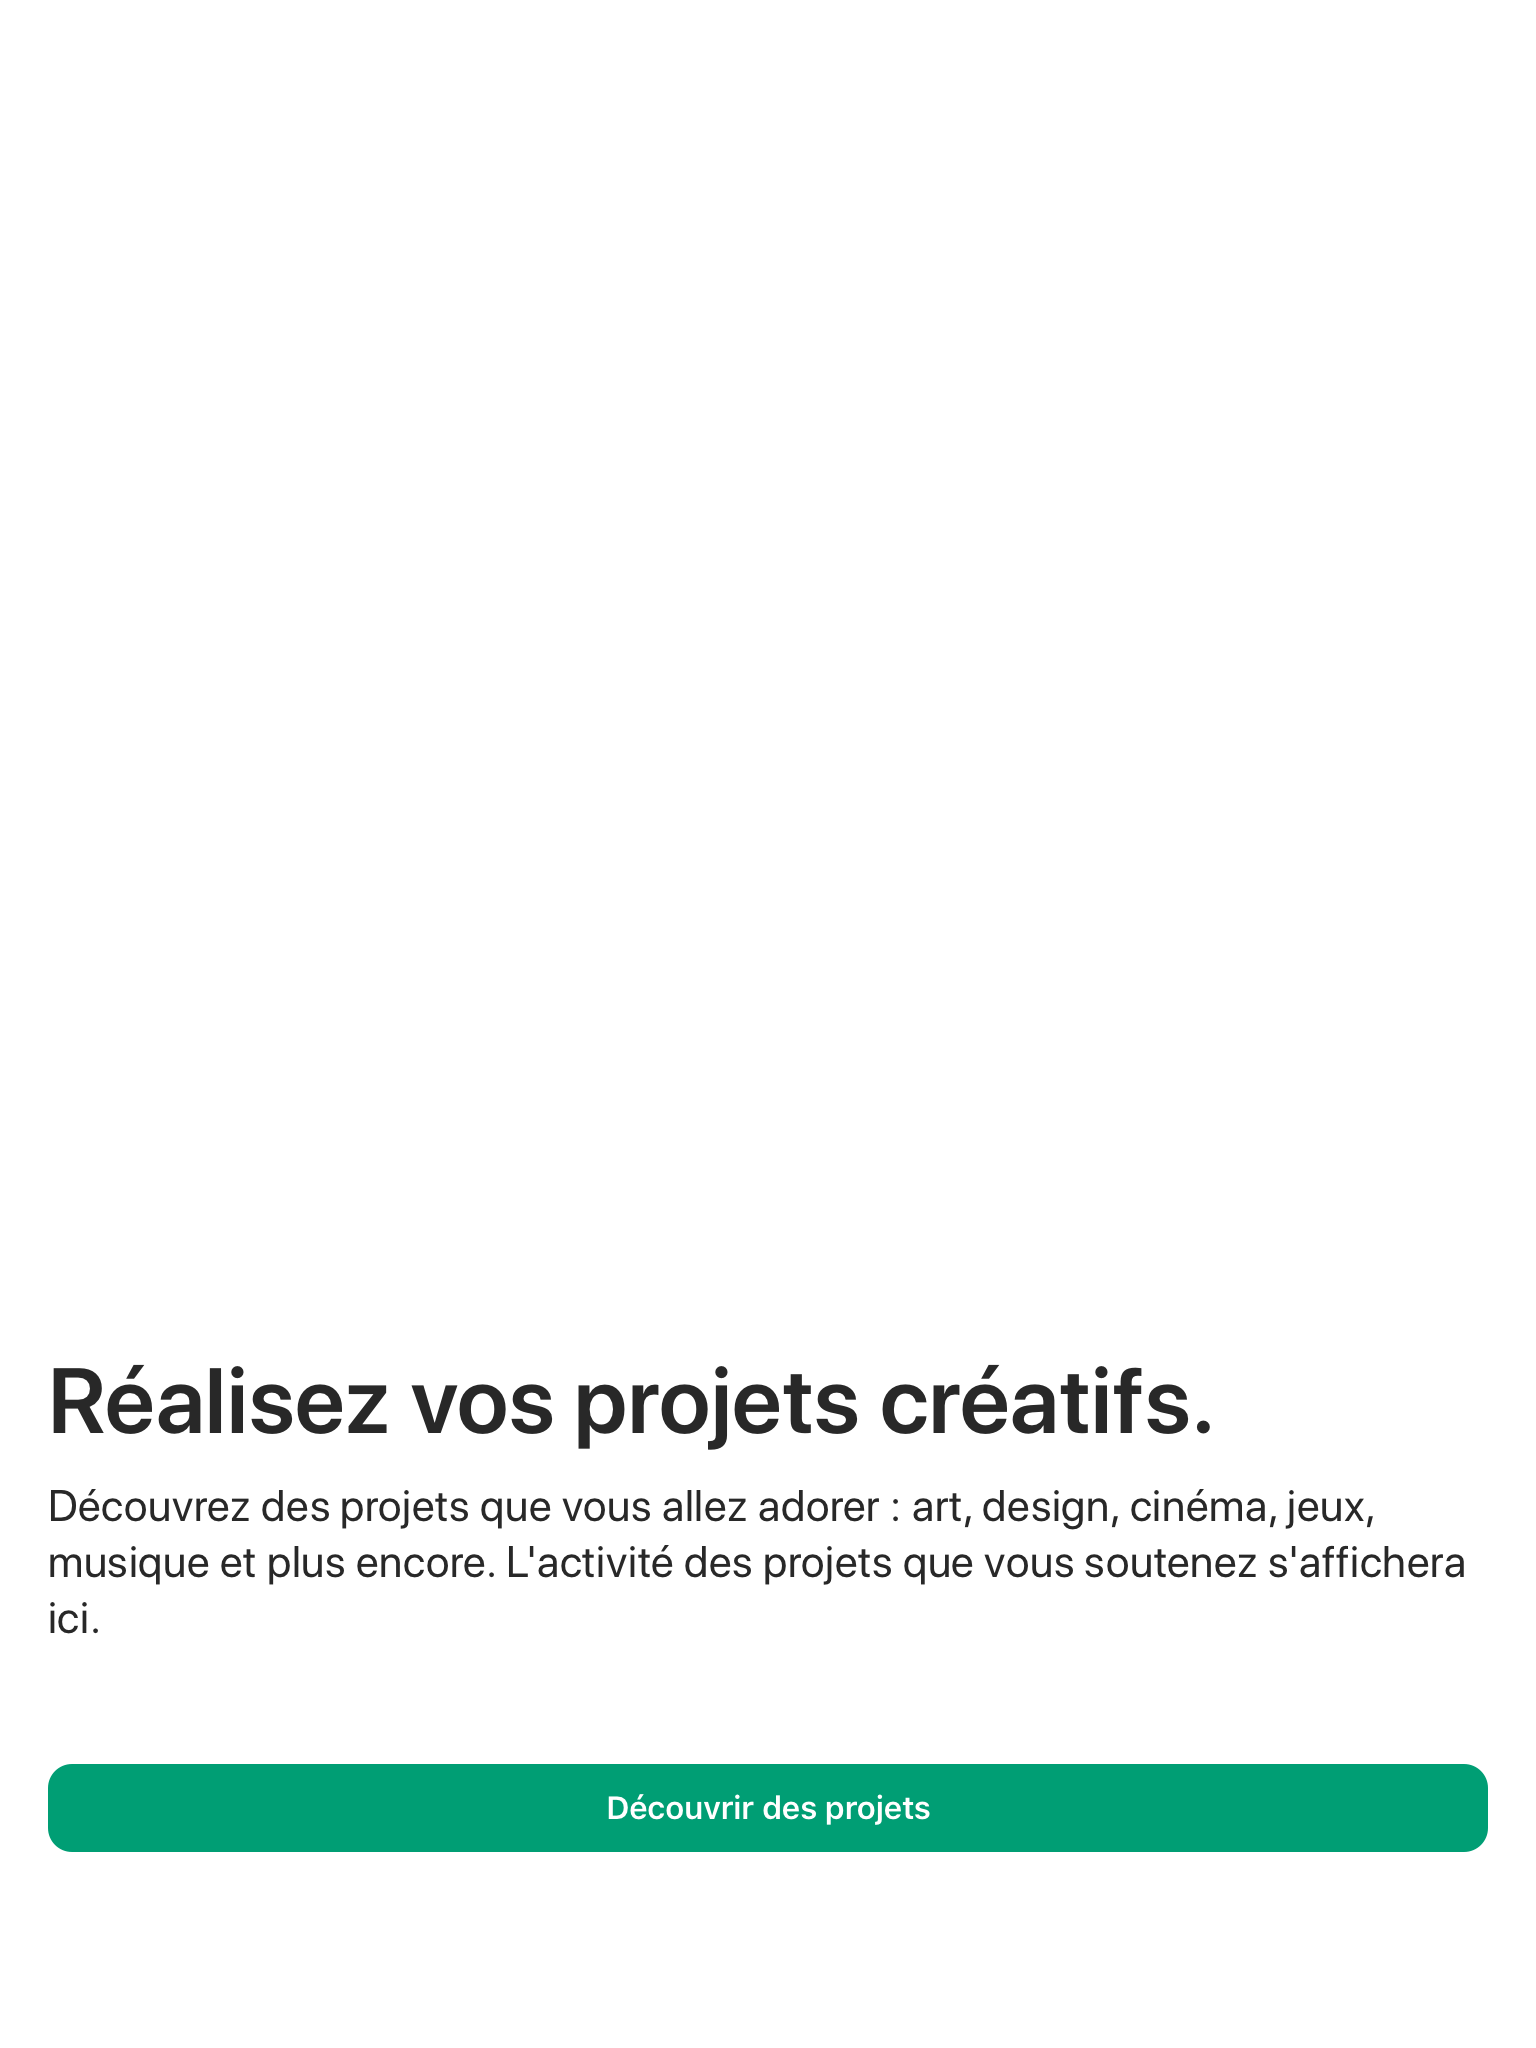 Réalisez vos projets créatifs.
Découvrez des projets que vous allez adorer : art, design, cinéma, jeux,
musique et plus encore. L'activité des projets que vous soutenez s'affichera
ici.
Découvrir des projets